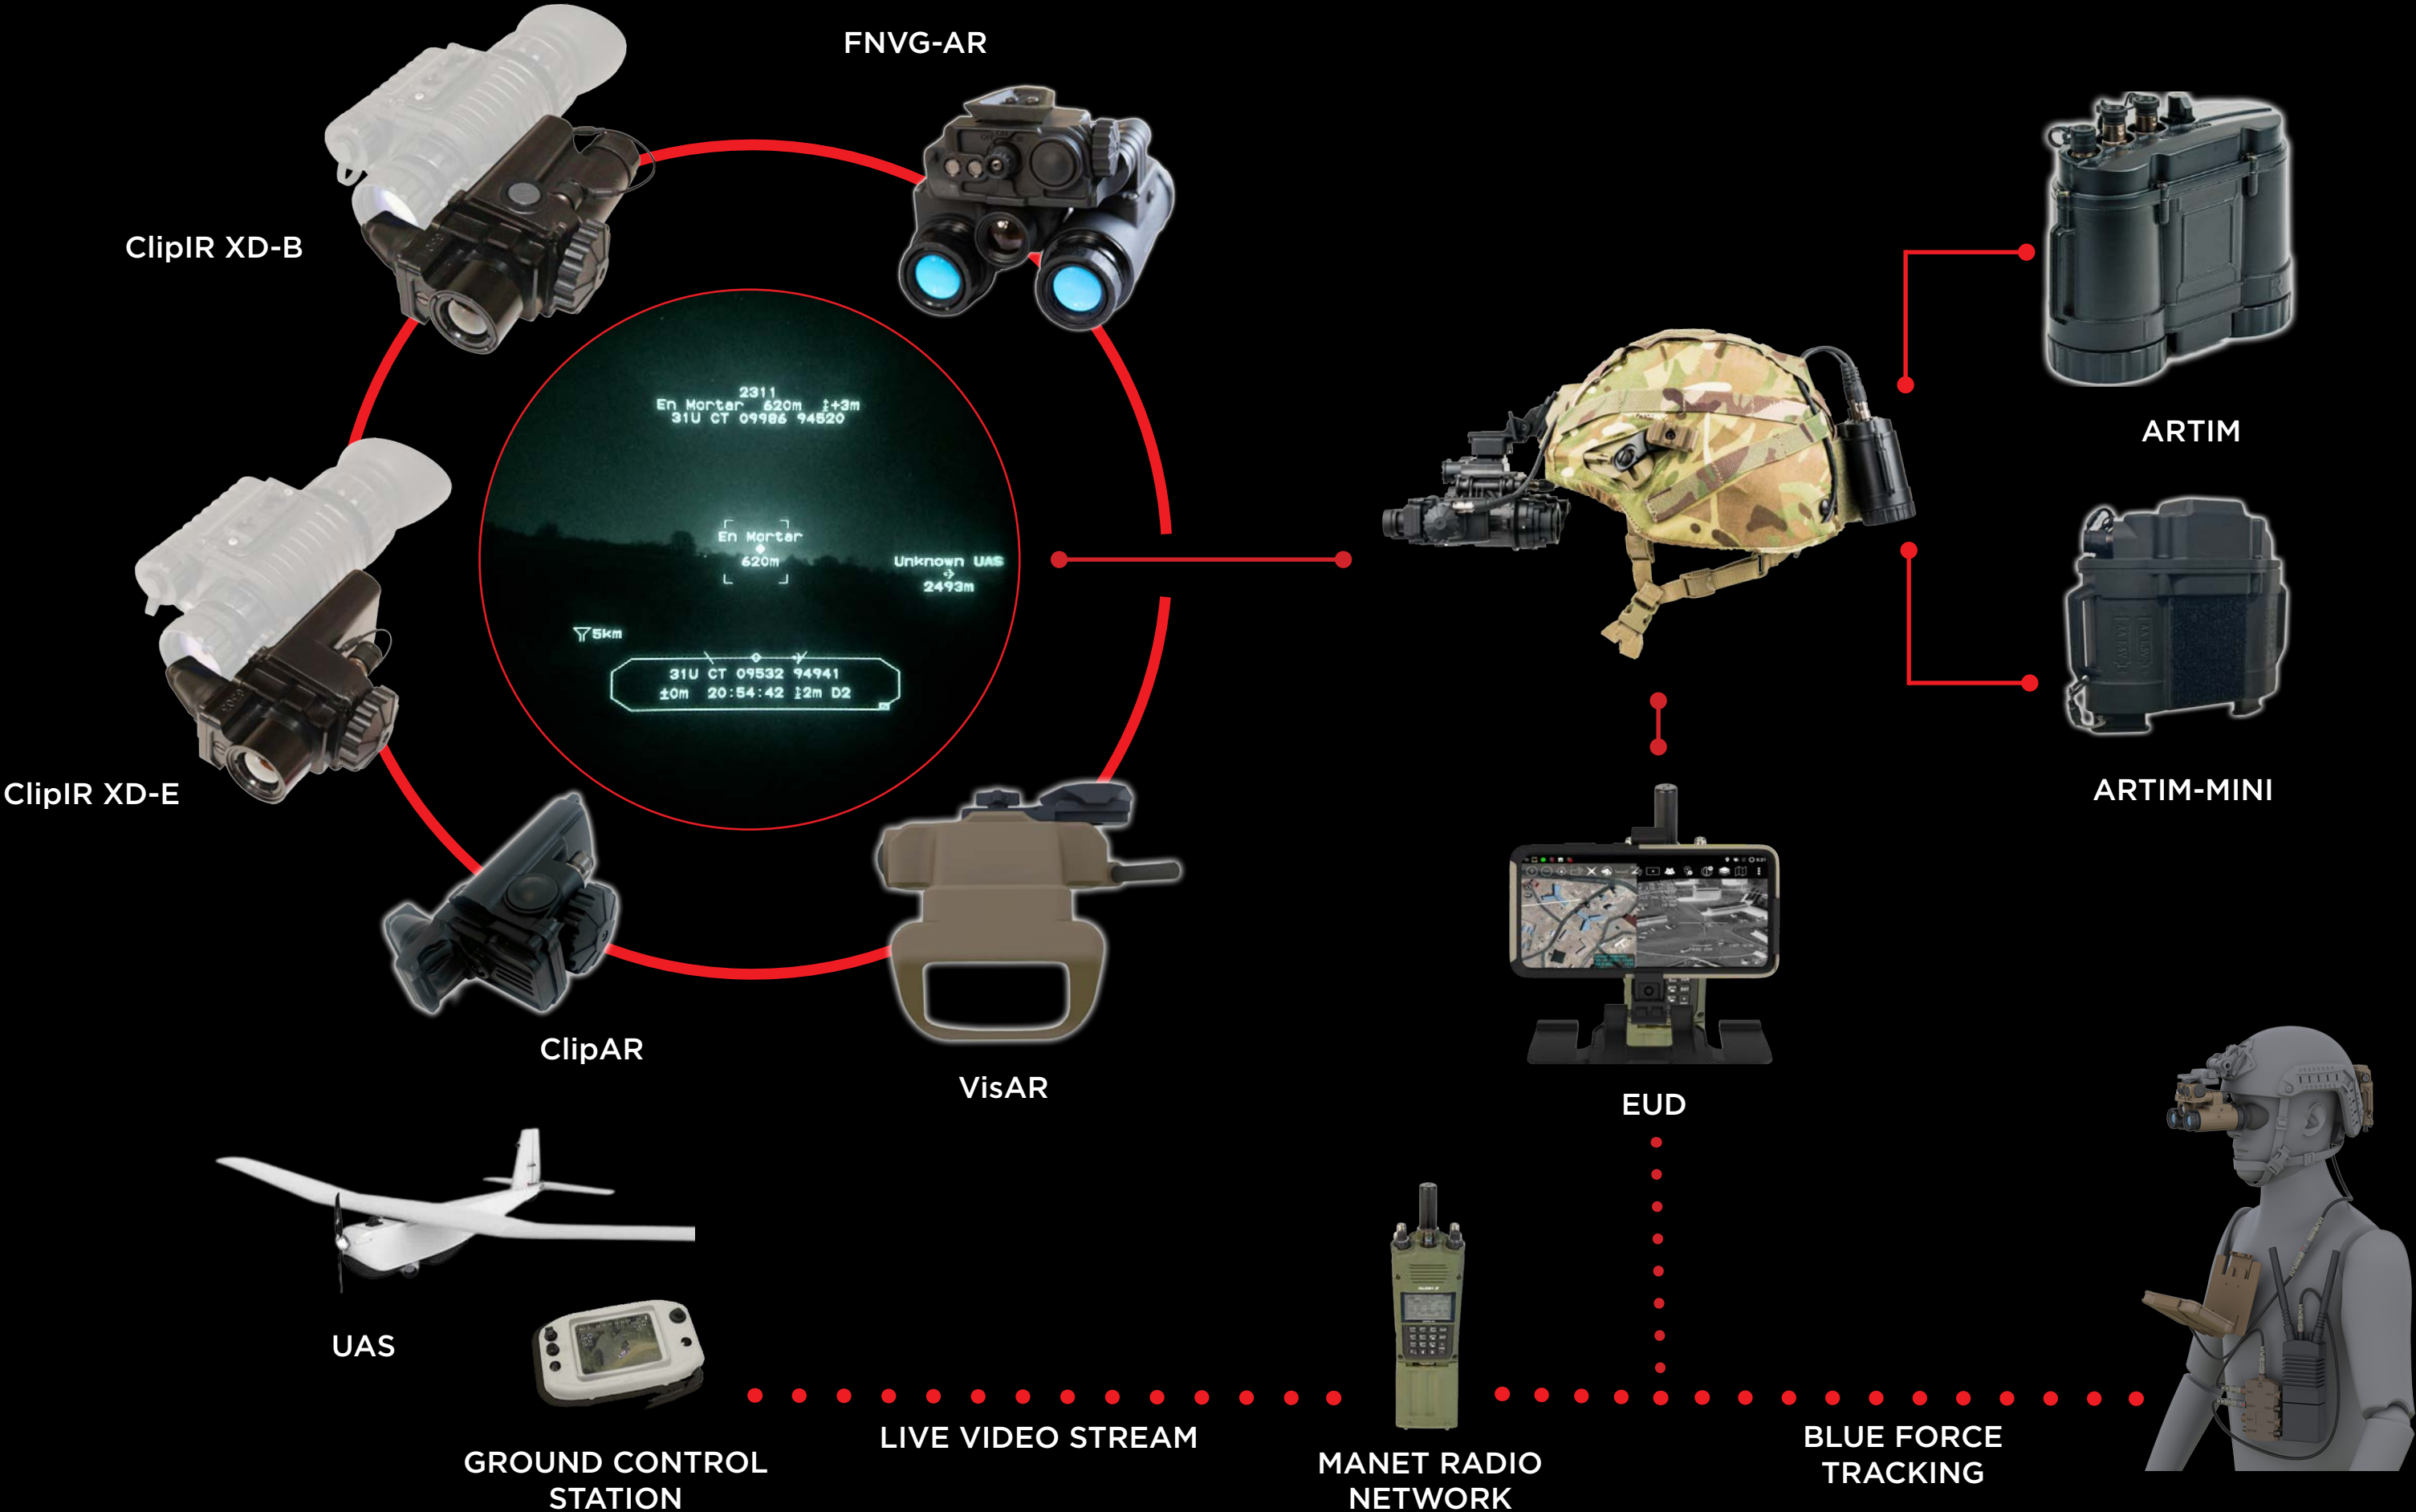 FNVG-AR
ClipIR XD-B
ARTIM
2311
En Mortar 620m ↕+3m
31U CT 09986 94520
En Mortar
620m
Unknown UAS
2493m
5km
31U CT 09532 94941
±0m 20:54:42 ↕2m D2
ClipIR XD-E
ARTIM-MINI
ClipAR
VisAR
EUD
UAS
GROUND CONTROL
STATION
LIVE VIDEO STREAM
MANET RADIO
NETWORK
BLUE FORCE
TRACKING